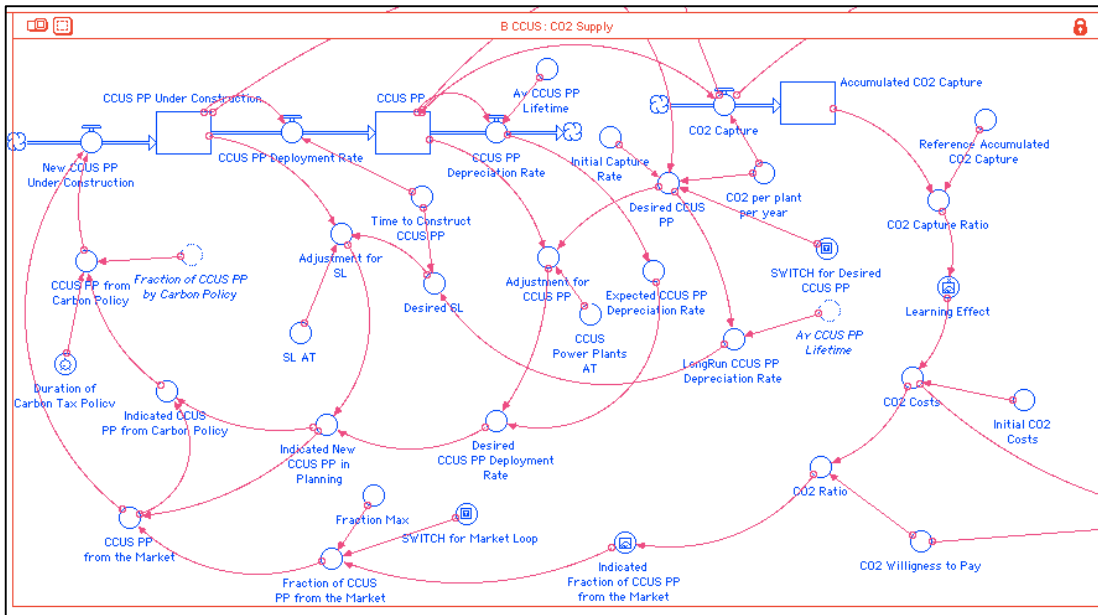 B CCUS: CO2 Supply
CCUS PP Under Construction
CCUS PP
Av CCUS PP
Lifetime
Accumulated CO2 Capture
New CCUS PP
Under Construction
CCUS PP Deployment Rate
CCUS PP
Depreciation Rate
CO2 Capture
Initial Capture
Rate
Reference Accumulated
CO2 Capture
Time to Construct
CCUS PP
Desired CCUS
PP
CO2 per plant
per year
CO2 Capture Ratio
CCUS PP from
Carbon Policy
Fraction of CCUS PP
by Carbon Policy
Adjustment for
SL
Desired SL
Adjustment for
CCUS PP
Expected CCUS PP
Depreciation Rate
SWITCH for Desired
CCUS PP
Learning Effect
SL AT
CCUS
Power Plants
AT
Av CCUS PP
Lifetime
LongRun CCUS PP
Depreciation Rate
Duration of
Carbon Tax Policy
Indicated CCUS
PP from Carbon Policy
Indicated New
CCUS PP in
Planning
Desired
CCUS PP Deployment
Rate
CO2 Costs
Initial CO2
Costs
CO2 Ratio
CCUS PP
from the Market
Fraction Max
SWITCH for Market Loop
Fraction of CCUS
PP from the Market
Indicated
Fraction of CCUS PP
from the Market
CO2 Willigness to Pay